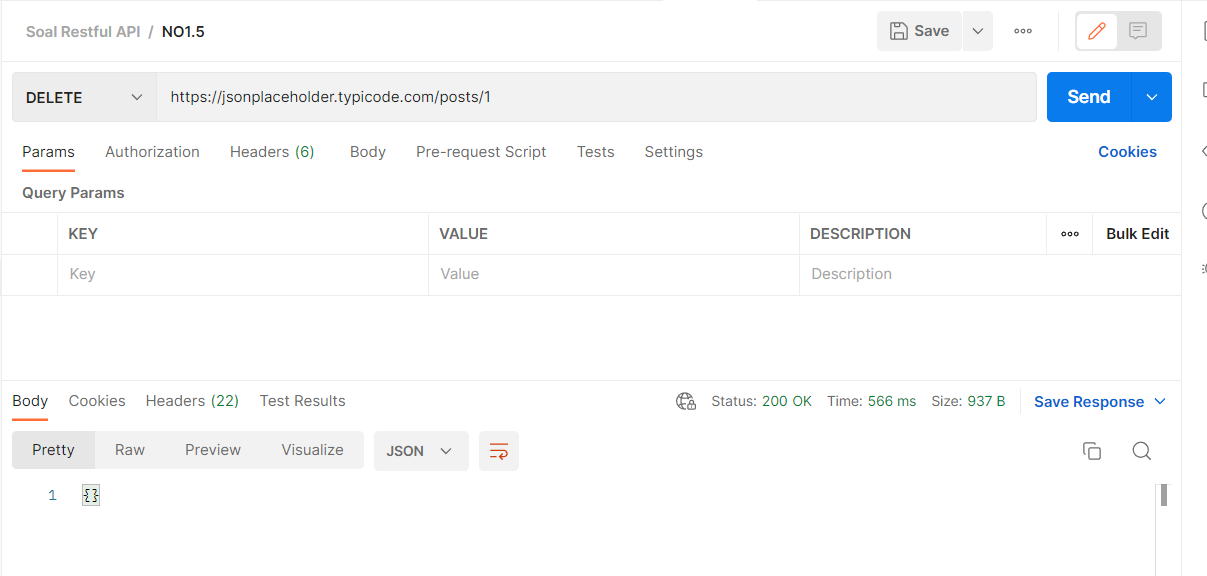 Soal Restful API / NO1.5
Save
DELETE
https://jsonplaceholder.typicode.com/posts/1
Send
Params Authorization Headers (6) Body Pre-request Script Tests Settings Cookies
Query Params
KEY VALUE DESCRIPTION Bulk Edit
Key Value Description
Body Cookies Headers (22) Test Results Status: 200 OK Time: 566 ms Size: 937 B Save Response
Pretty Raw Preview Visualize JSON
1 {}